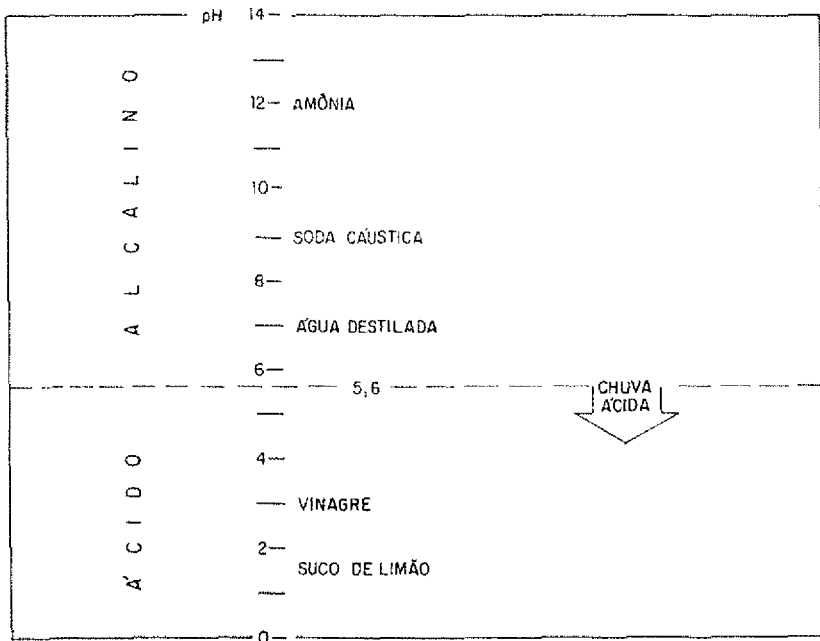 pH 14
12 AMÔNIA
10
SODA CAÚSTICA
8
ÁGUA DESTILADA
6
5,6
CHUVA
ÁCIDA
4
VINAGRE
2
SUCO DE LIMÃO
0
ALCALINO
ÁCIDO